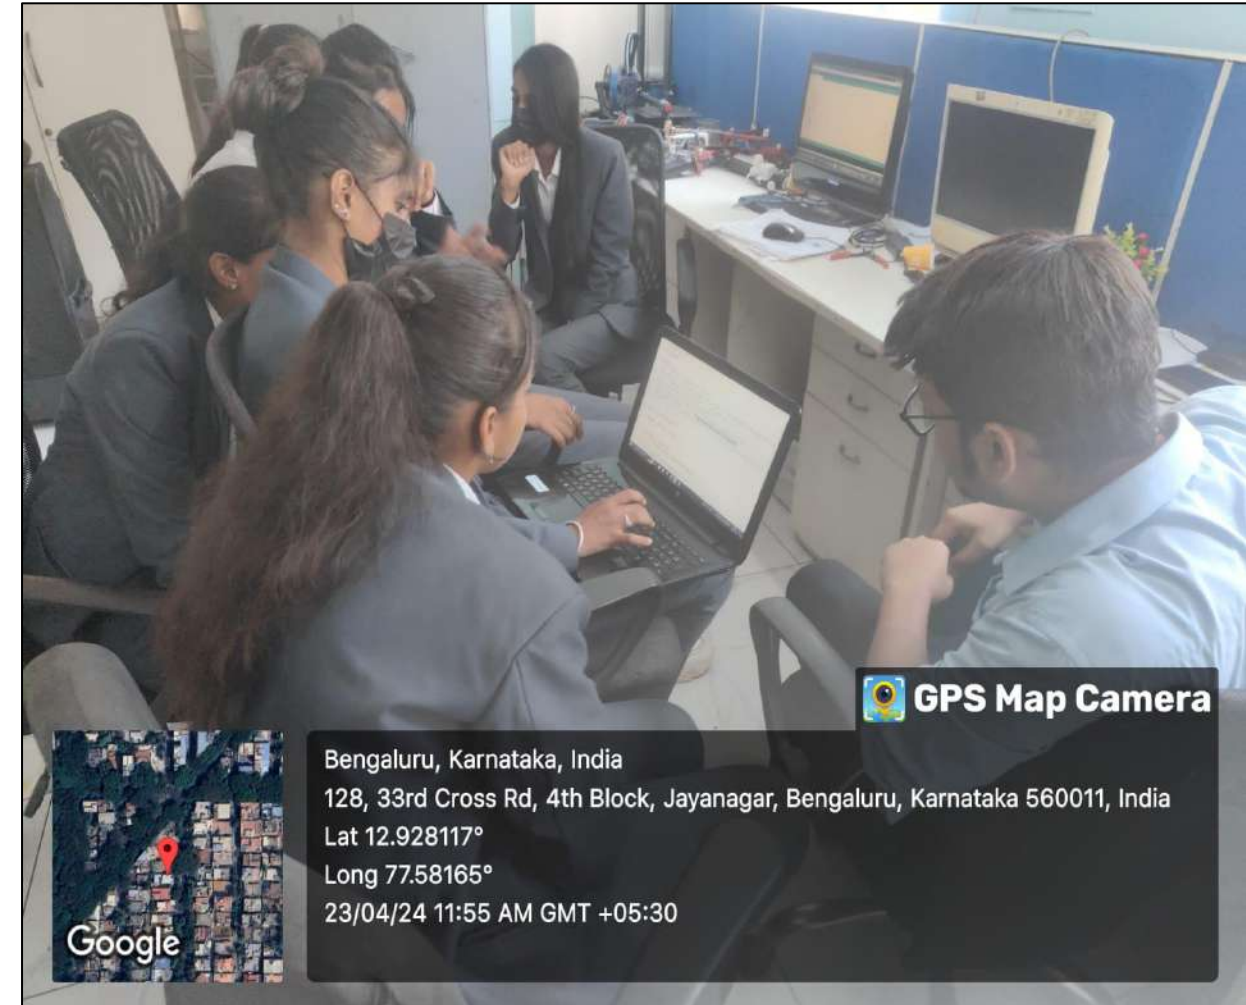 GPS Map Camera
Bengaluru, Karnataka, India
128, 33rd Cross Rd, 4th Block, Jayanagar, Bengaluru, Karnataka 560011, India
Lat 12.928117°
Long 77.58165°
23/04/24 11:55 AM GMT +05:30
Google